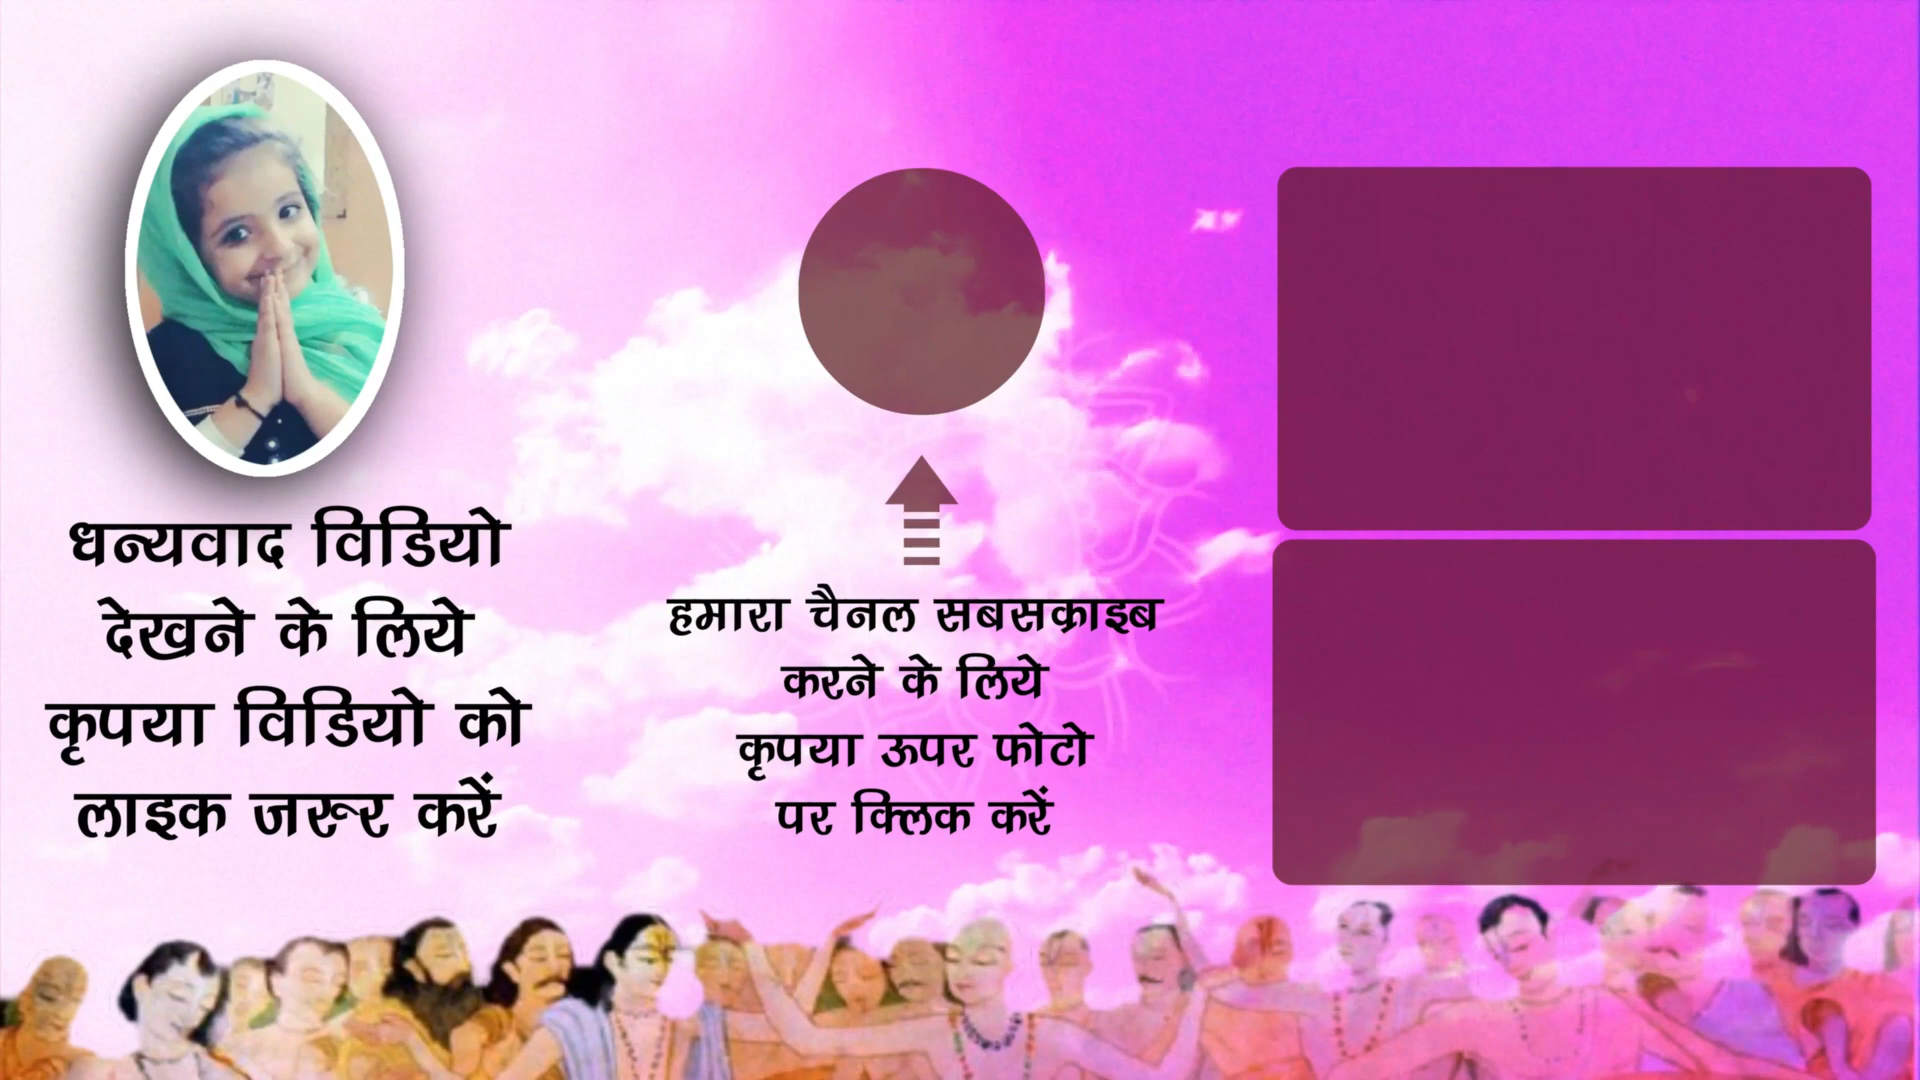 धन्यवाद विडियो
देखने के लिये
कृपया विडियो को
लाइक जरूर करें
हमारा चैनल सबसक्राइब
करने के लिये
कृपया ऊपर फोटो
पर क्लिक करें